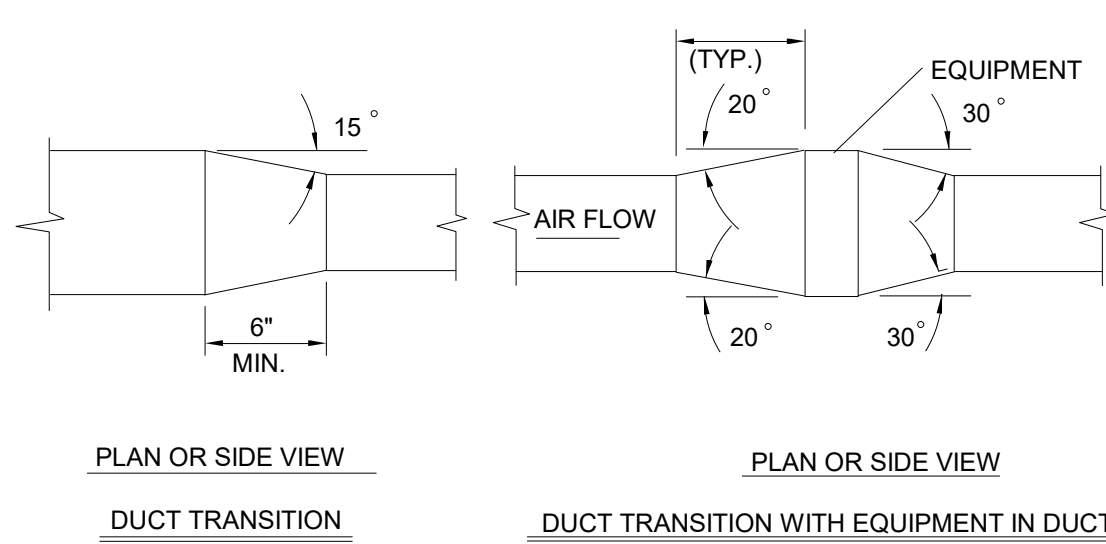 15°
6"
MIN.
PLAN OR SIDE VIEW
DUCT TRANSITION
(TYP.)
20°
EQUIPMENT
30°
AIR FLOW
20°
30°
PLAN OR SIDE VIEW
DUCT TRANSITION WITH EQUIPMENT IN DUCT